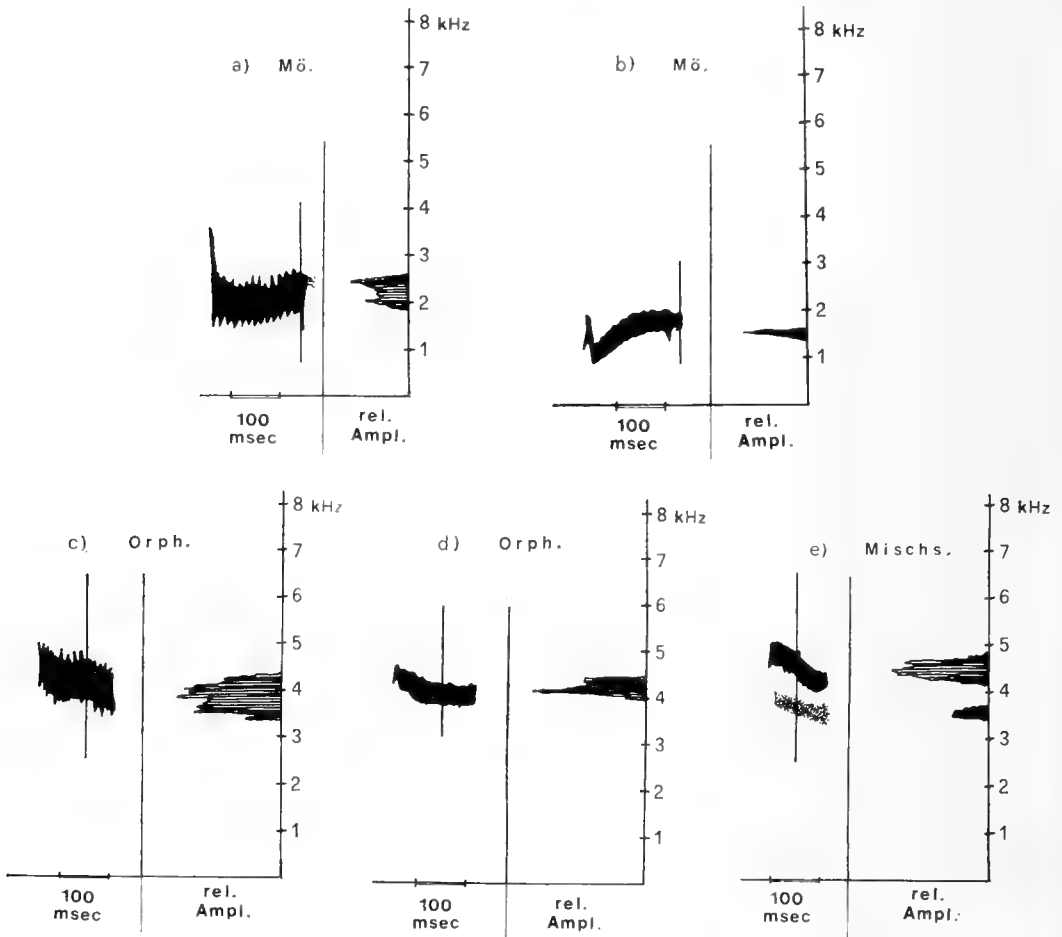 8 kHz
a) Mö.
7
6
5
4
3
2
1
100
msec
rel.
Ampl.
8 kHz
b) Mö.
7
6
5
4
3
2
1
100
msec
rel.
Ampl.
8 kHz
c) Orph.
7
6
5
4
3
2
1
100
msec
rel.
Ampl.
8 kHz
d) Orph.
7
6
5
4
3
2
1
100
msec
rel.
Ampl.
8 kHz
e) Mischs.
7
6
5
4
3
2
1
100
msec
rel.
Ampl.